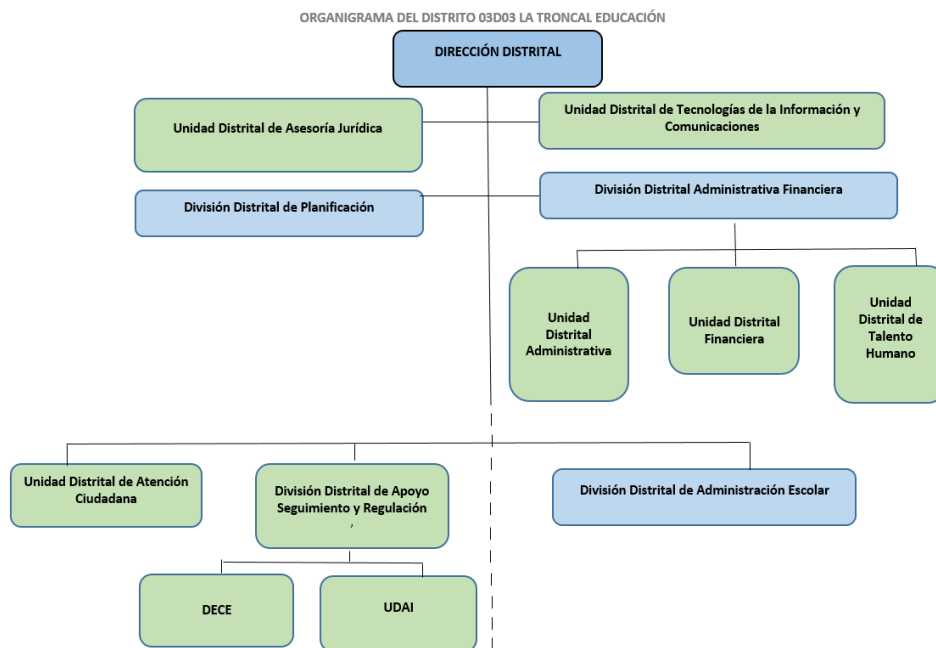 ORGANIGRAMA DEL DISTRITO 03D03 LA TRONCAL EDUCACIÓN
DIRECCIÓN DISTRITAL
Unidad Distrital de Asesoría Jurídica
Unidad Distrital de Tecnologías de la Información y
Comunicaciones
División Distrital de Planificación
División Distrital Administrativa Financiera
Unidad
Distrital
Administrativa
Unidad Distrital
Financiera
Unidad
Distrital de
Talento
Humano
Unidad Distrital de Atención
Ciudadana
División Distrital de Apoyo
Seguimiento y Regulación
,
División Distrital de Administración Escolar
DECE
UDAI